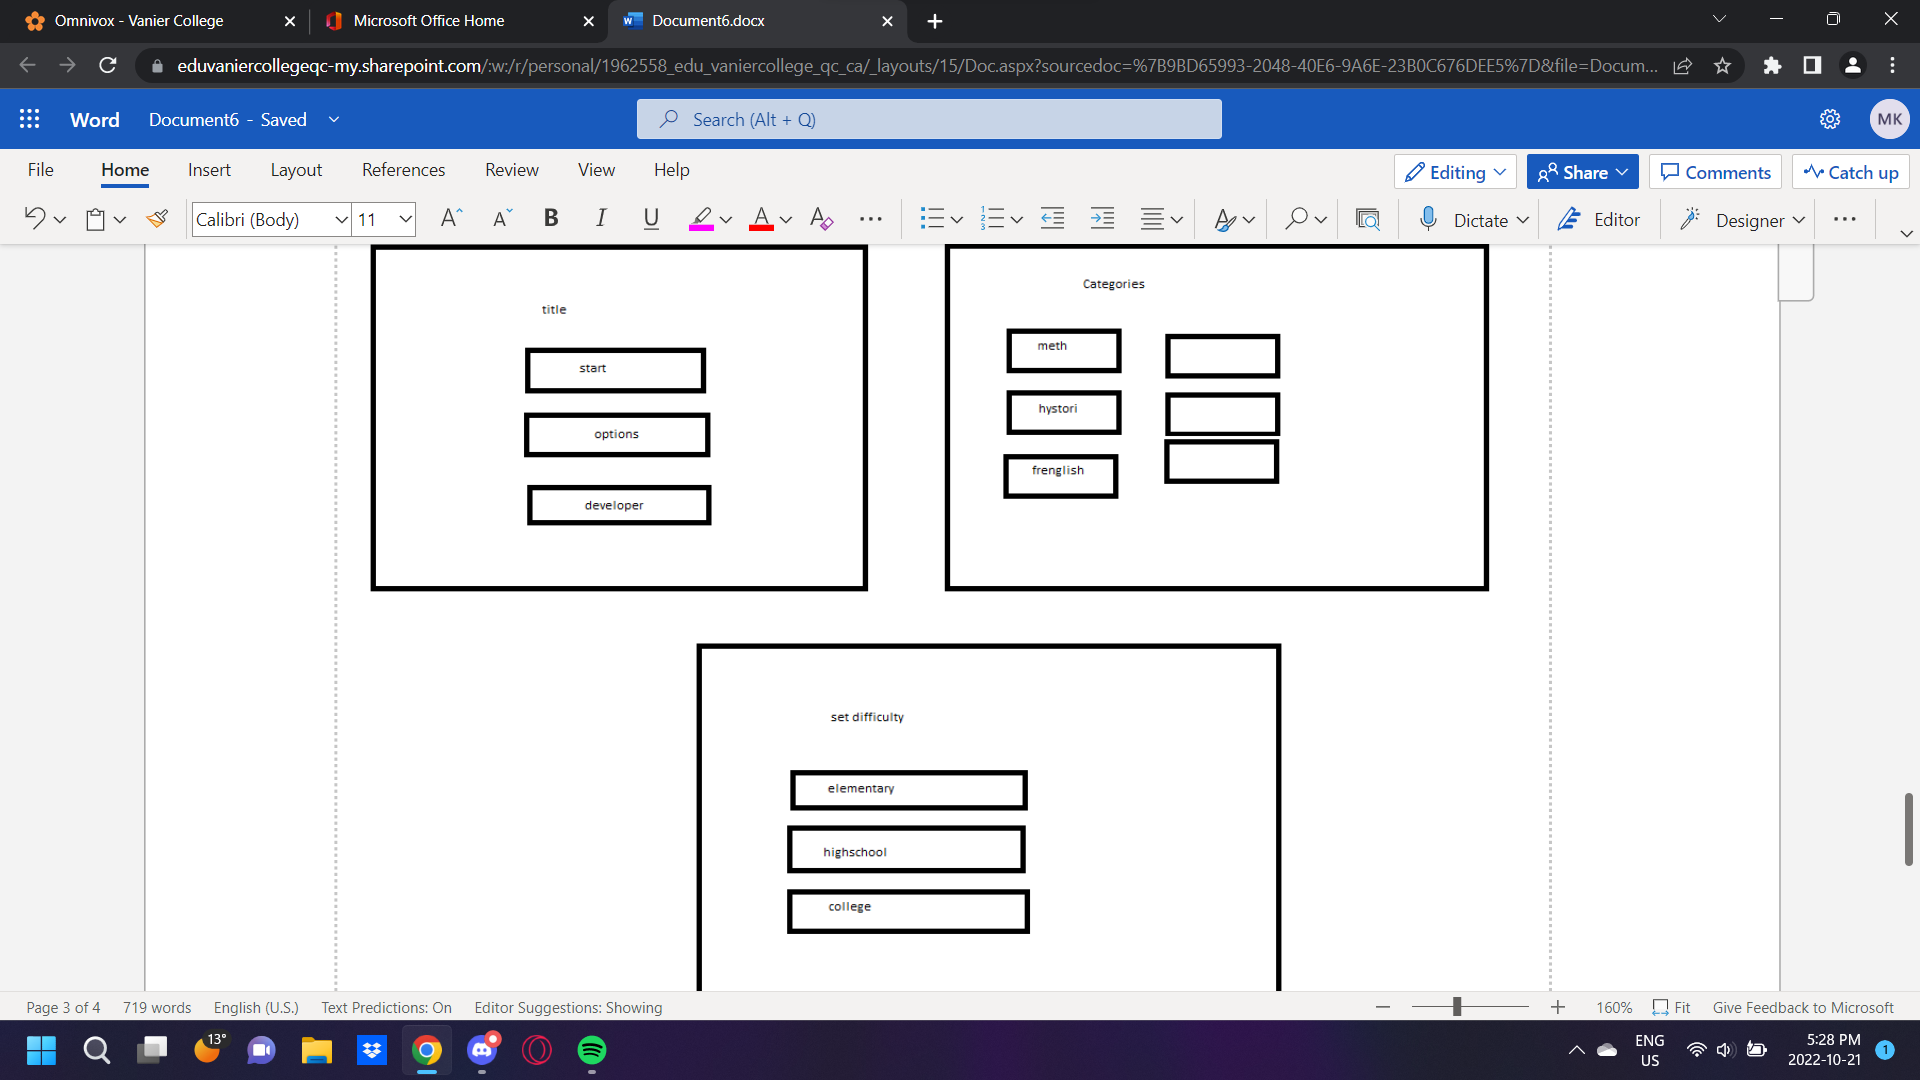 Omnivox - Vanier College
Microsoft Office Home
Document6.docx
eduvaniercollegeqc-my.sharepoint.com/:w:/r/personal/1962558_edu_vaniercollege_qc_ca/_layouts/15/Doc.aspx?sourcedoc=%7B9BD65993-2048-40E6-9A6E-23B0C676DEE5%7D&file=Docum...
Word Document6 - Saved Search (Alt + Q) MK
File Home Insert Layout References Review View Help Editing Share Comments Catch up
Calibri (Body) 11 A A B I U A A Dictate Editor Designer
title
start
options
developer
Categories
meth
hystori
frenglish
set difficulty
elementary
highschool
college
Page 3 of 4 719 words English (U.S.) Text Predictions: On Editor Suggestions: Showing 160% Fit Give Feedback to Microsoft
13°
ENG
US
5:28 PM
2022-10-21
1